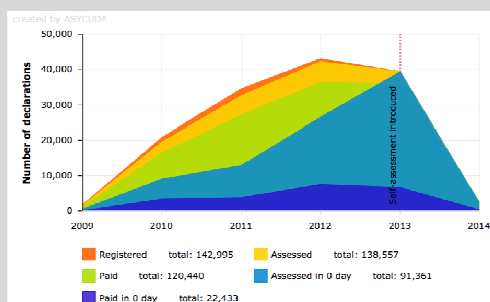 created by ASYCUDA
50,000
40,000
30,000
20,000
10,000
0
Number of declarations
Self-assessment introduced
2009 2010 2011 2012 2013 2014
Registered total: 142,995 Assessed total: 138,557
Paid total: 120,440 Assessed in 0 day total: 91,361
Paid in 0 day total: 22,433